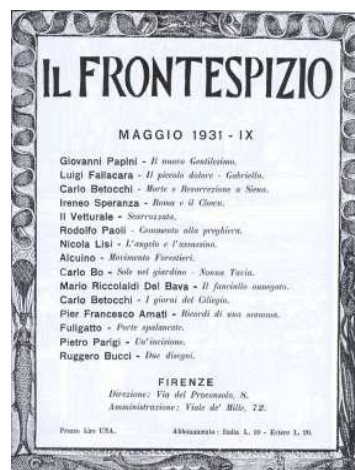 IL FRONTESPIZIO
MAGGIO 1931 - IX
Giovanni Papini - Il nuovo Gentilesimo.
Luigi Fallacara - Il piccolo dolore - Gabriella.
Carlo Betocchi - Morte e Resurrezione a Siena.
Ireneo Speranza - Roma e il Clown.
Il Vetturale - Scarrozzata.
Rodolfo Paoli - Commento alla preghiera.
Nicola Lisi - L'angelo e l'assassino.
Alcuino - Movimento Forestieri.
Carlo Bo - Sole nel giardino - Nonna Tavia.
Mario Riccolaldi Del Bava - Il fanciullo annegato.
Carlo Betocchi - I giorni del Ciliegio.
Pier Francesco Amati - Ricordi di una mamma.
Fuligatto - Porte spalancate.
Pietro Parigi - Un'incisione.
Ruggero Bucci - Due disegni.
FIRENZE
Direzione: Via del Proconsolo, 8.
Amministrazione: Viale de' Mille, 72.
Prezzo Lire UNA. Abbonamento: Italia L. 10 - Estero L. 20.